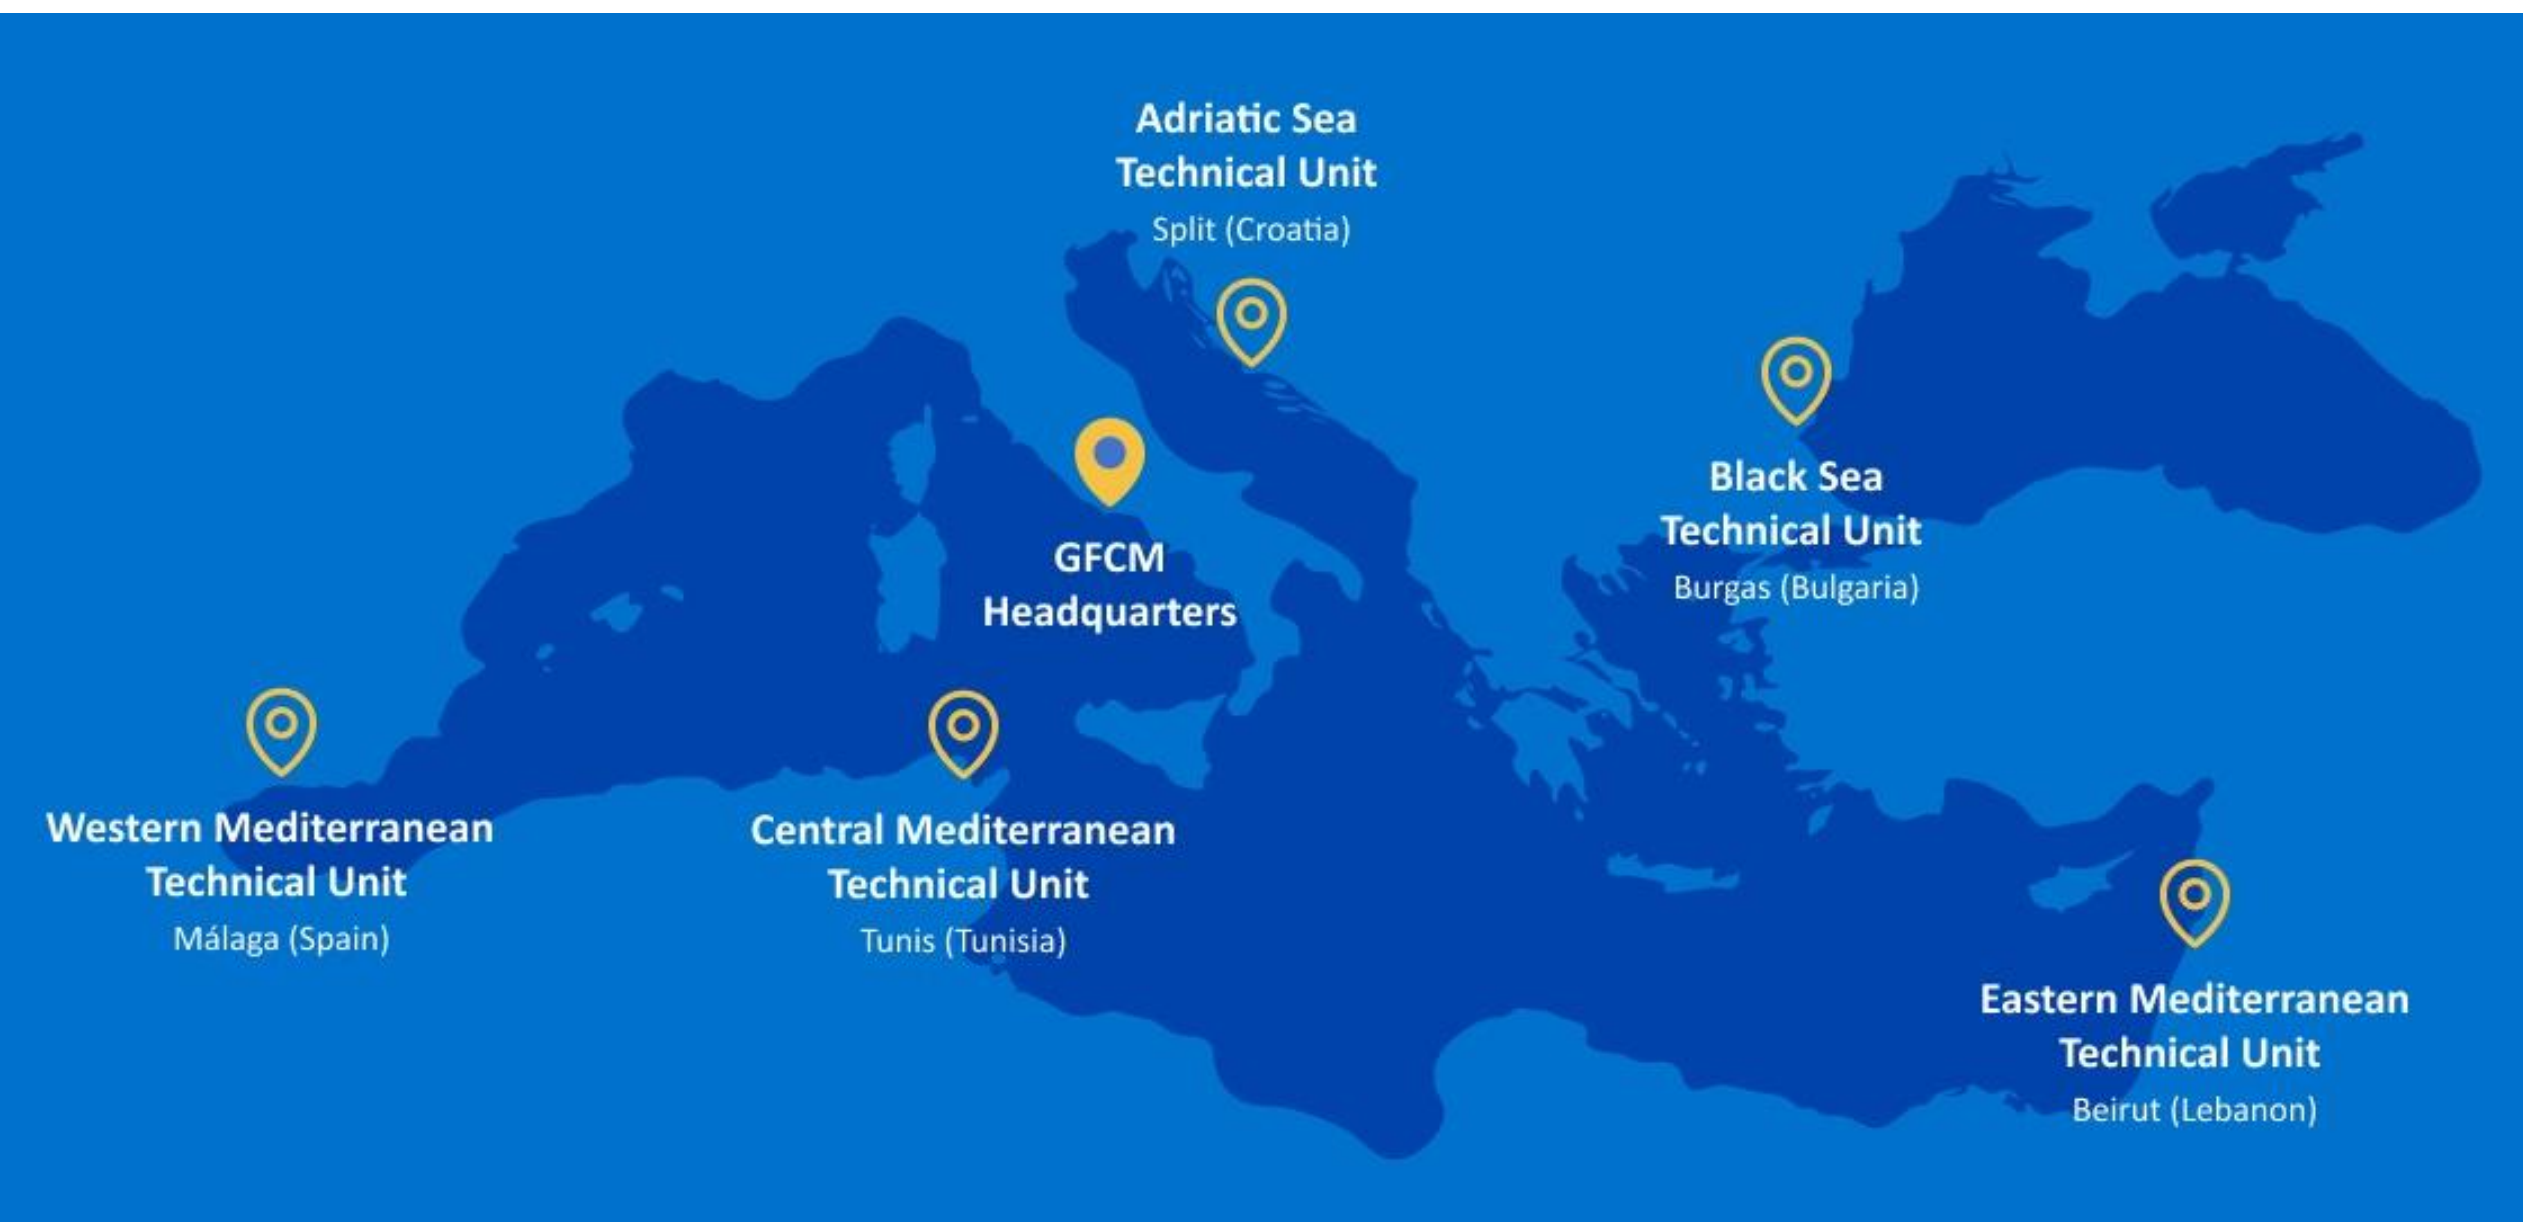 Adriatic Sea
Technical Unit
Split (Croatia)
Black Sea
Technical Unit
Burgas (Bulgaria)
GFCM
Headquarters
Western Mediterranean
Technical Unit
Málaga (Spain)
Central Mediterranean
Technical Unit
Tunis (Tunisia)
Eastern Mediterranean
Technical Unit
Beirut (Lebanon)